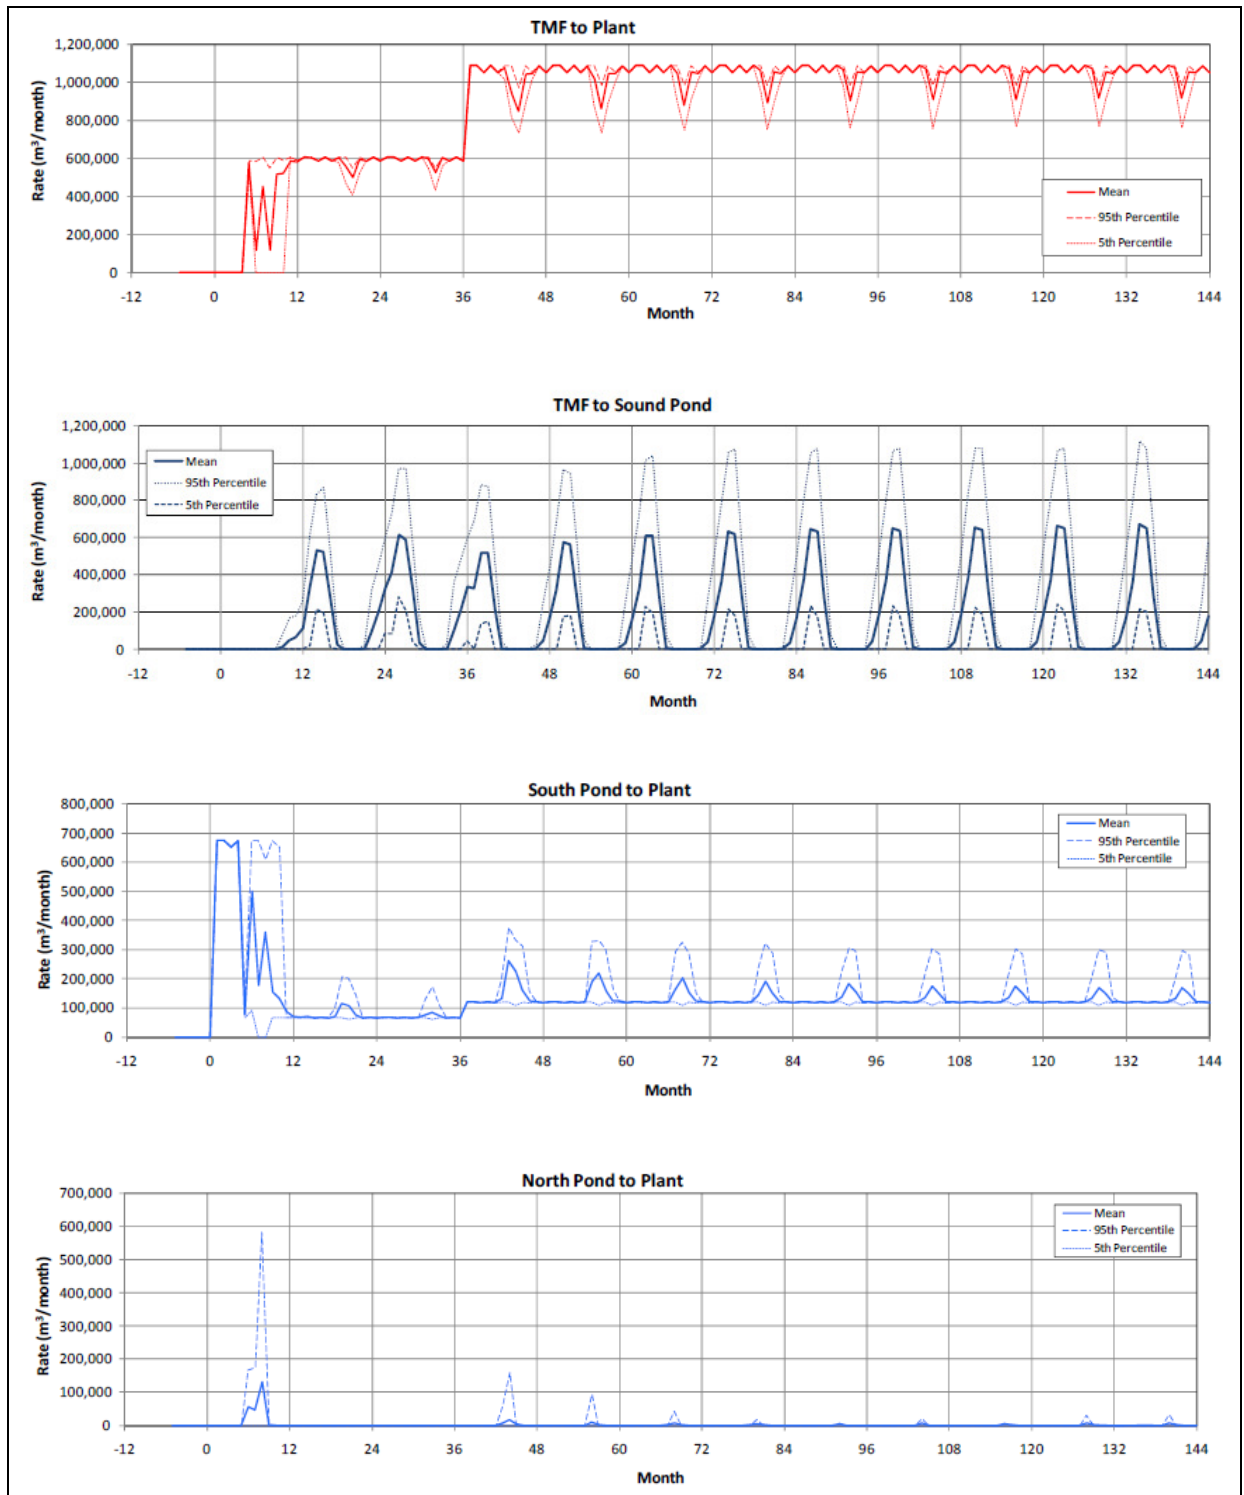 TMF to Plant
1,200,000
1,000,000
800,000
600,000
400,000
200,000
0
Rate (m³/month)
Mean
95th Percentile
5th Percentile
-12 0 12 24 36 48 60 72 84 96 108 120 132 144
Month
TMF to Sound Pond
1,200,000
1,000,000
800,000
600,000
400,000
200,000
0
Rate (m³/month)
Mean
95th Percentile
5th Percentile
-12 0 12 24 36 48 60 72 84 96 108 120 132 144
Month
South Pond to Plant
800,000
700,000
600,000
500,000
400,000
300,000
200,000
100,000
0
Rate (m³/month)
Mean
95th Percentile
5th Percentile
-12 0 12 24 36 48 60 72 84 96 108 120 132 144
Month
North Pond to Plant
700,000
600,000
500,000
400,000
300,000
200,000
100,000
0
Rate (m³/month)
Mean
95th Percentile
5th Percentile
-12 0 12 24 36 48 60 72 84 96 108 120 132 144
Month